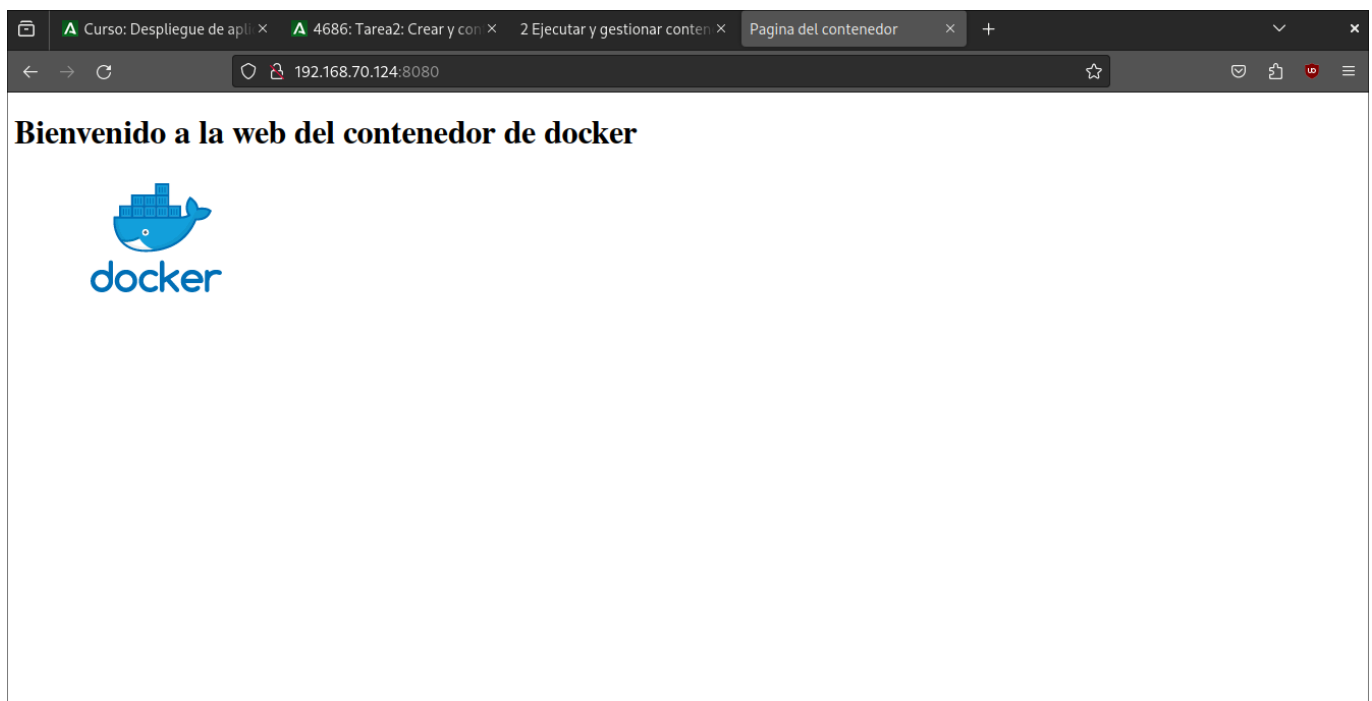 Curso: Despliegue de apli
4686: Tarea2: Crear y con
2 Ejecutar y gestionar conten
Pagina del contenedor
192.168.70.124:8080
Bienvenido a la web del contenedor de docker
docker